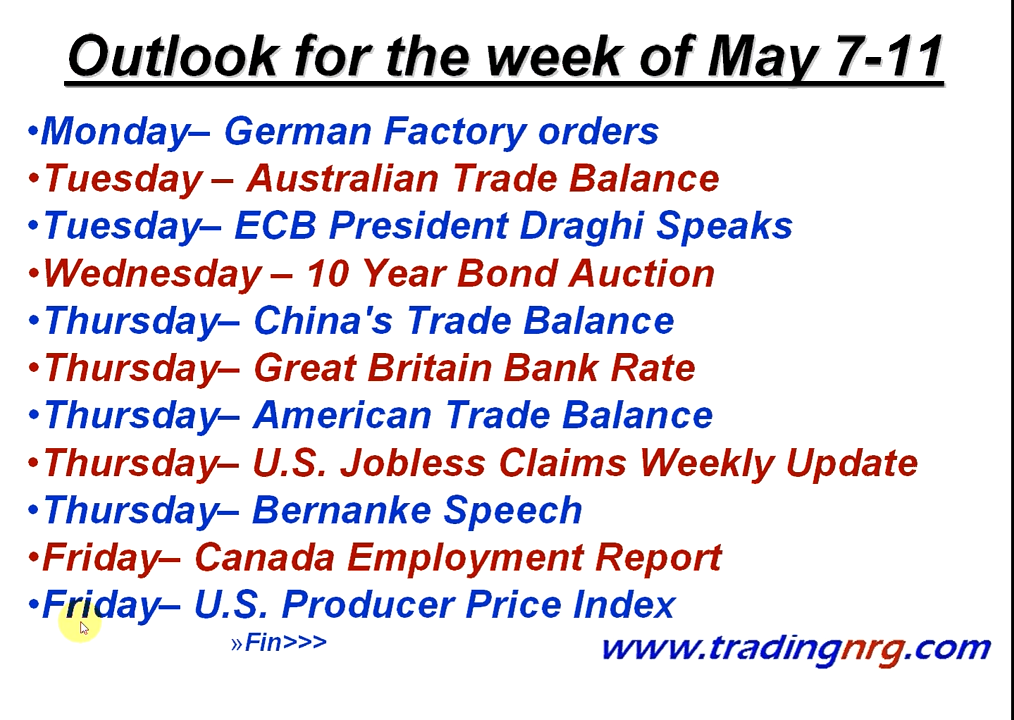 Outlook for the week of May 7-11
•Monday– German Factory orders
•Tuesday – Australian Trade Balance
•Tuesday– ECB President Draghi Speaks
•Wednesday – 10 Year Bond Auction
•Thursday– China's Trade Balance
•Thursday– Great Britain Bank Rate
•Thursday– American Trade Balance
•Thursday– U.S. Jobless Claims Weekly Update
•Thursday– Bernanke Speech
•Friday– Canada Employment Report
•Friday– U.S. Producer Price Index
»Fin>>>
www.tradingnrg.com